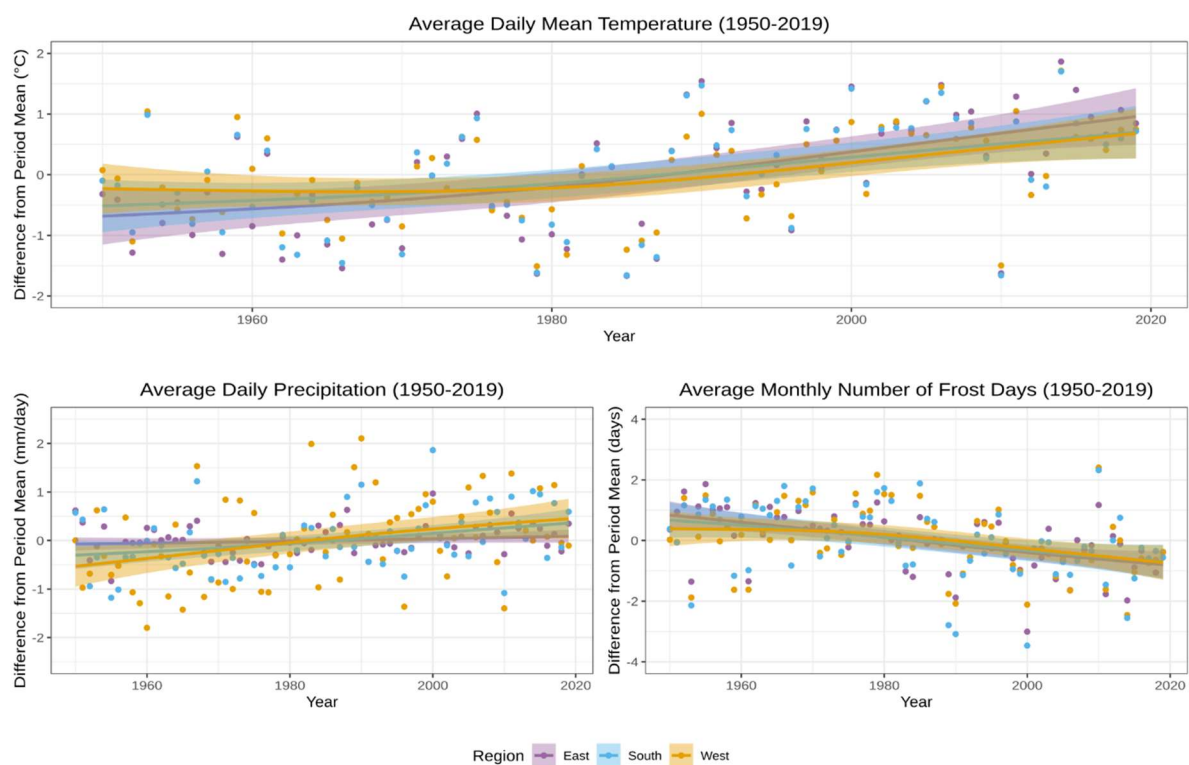 Average Daily Mean Temperature (1950-2019)
Difference from Period Mean (°C)
2
1
0
-1
-2
1960 1980 2000 2020
Year
Average Daily Precipitation (1950-2019)
Difference from Period Mean (mm/day)
2
1
0
-1
-2
1960 1980 2000 2020
Year
Average Monthly Number of Frost Days (1950-2019)
Difference from Period Mean (days)
4
2
0
-2
-4
1960 1980 2000 2020
Year
Region East South West